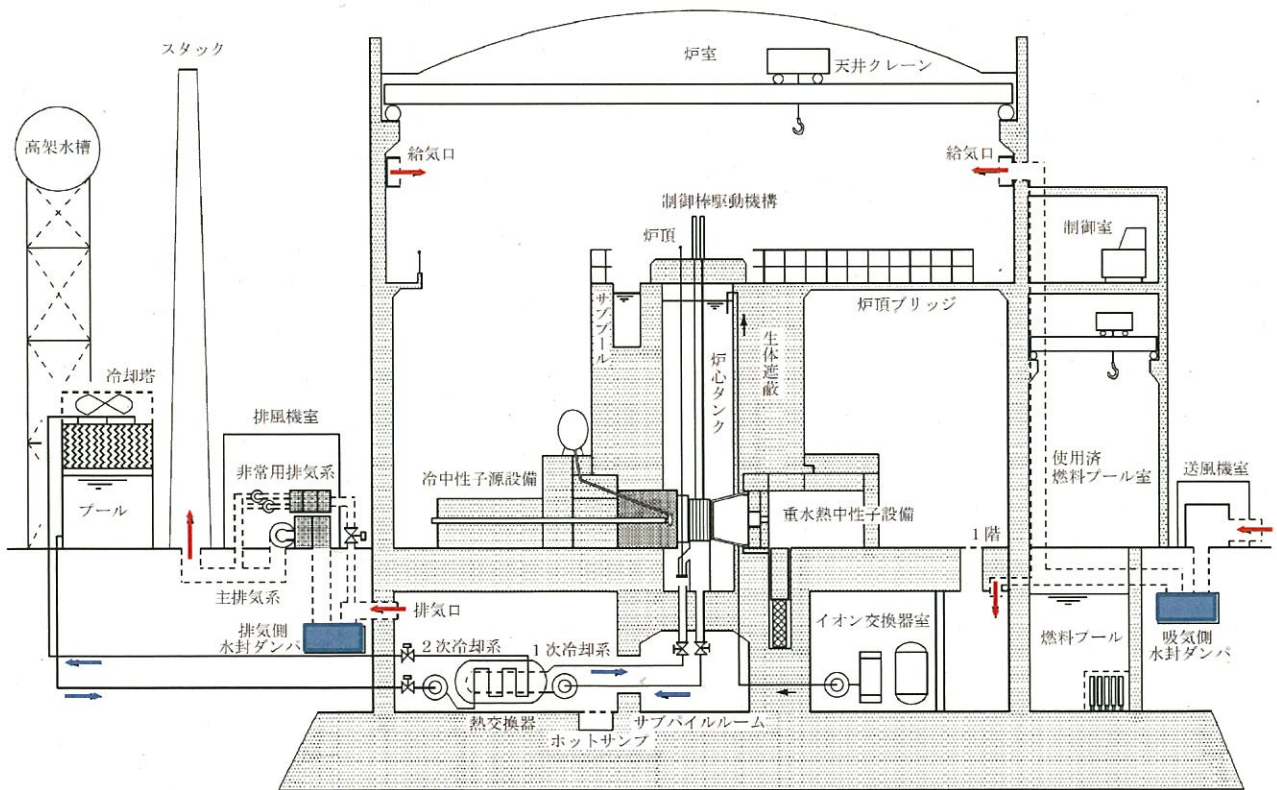 スタック
炉室
天井クレーン
高架水槽
給気口
給気口
制御棒駆動機構
制御室
炉頂
サブプール
炉頂ブリッジ
生体遮蔽
炉心タンク
冷却塔
排風機室
非常用排気系
冷中性子源設備
使用済
燃料プール室
送風機室
プール
重水熱中性子設備
1階
主排気系
排気口
排気側
水封ダンパ
イオン交換器室
燃料プール
吸気側
水封ダンパ
2次冷却系
1次冷却系
熱交換器
サブパイルルーム
ホットサンプ